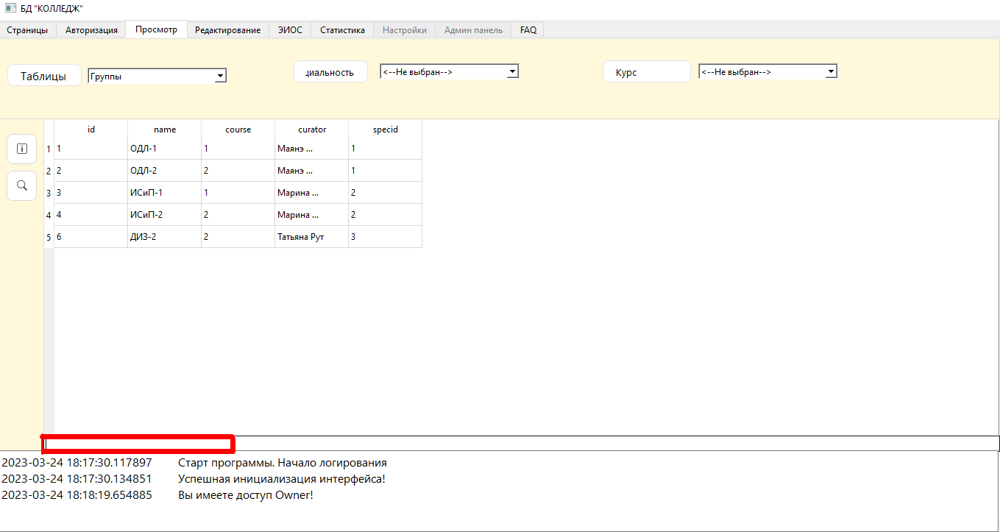 БД "КОЛЛЕДЖ"
Страницы Авторизация Просмотр Редактирование ЭИОС Статистика Настройки Админ панель FAQ
Таблицы Группы циальность <--Не выбран--> Курс <--Не выбран-->
id name course curator specid
1 1 ОДЛ-1 1 Маянэ ... 1
2 2 ОДЛ-2 2 Маянэ ... 1
3 3 ИСиП-1 1 Марина ... 2
4 4 ИСиП-2 2 Марина ... 2
5 6 ДИЗ-2 2 Татьяна Рут 3
2023-03-24 18:17:30.117897 Старт программы. Начало логирования
2023-03-24 18:17:30.134851 Успешная инициализация интерфейса!
2023-03-24 18:18:19.654885 Вы имеете доступ Owner!